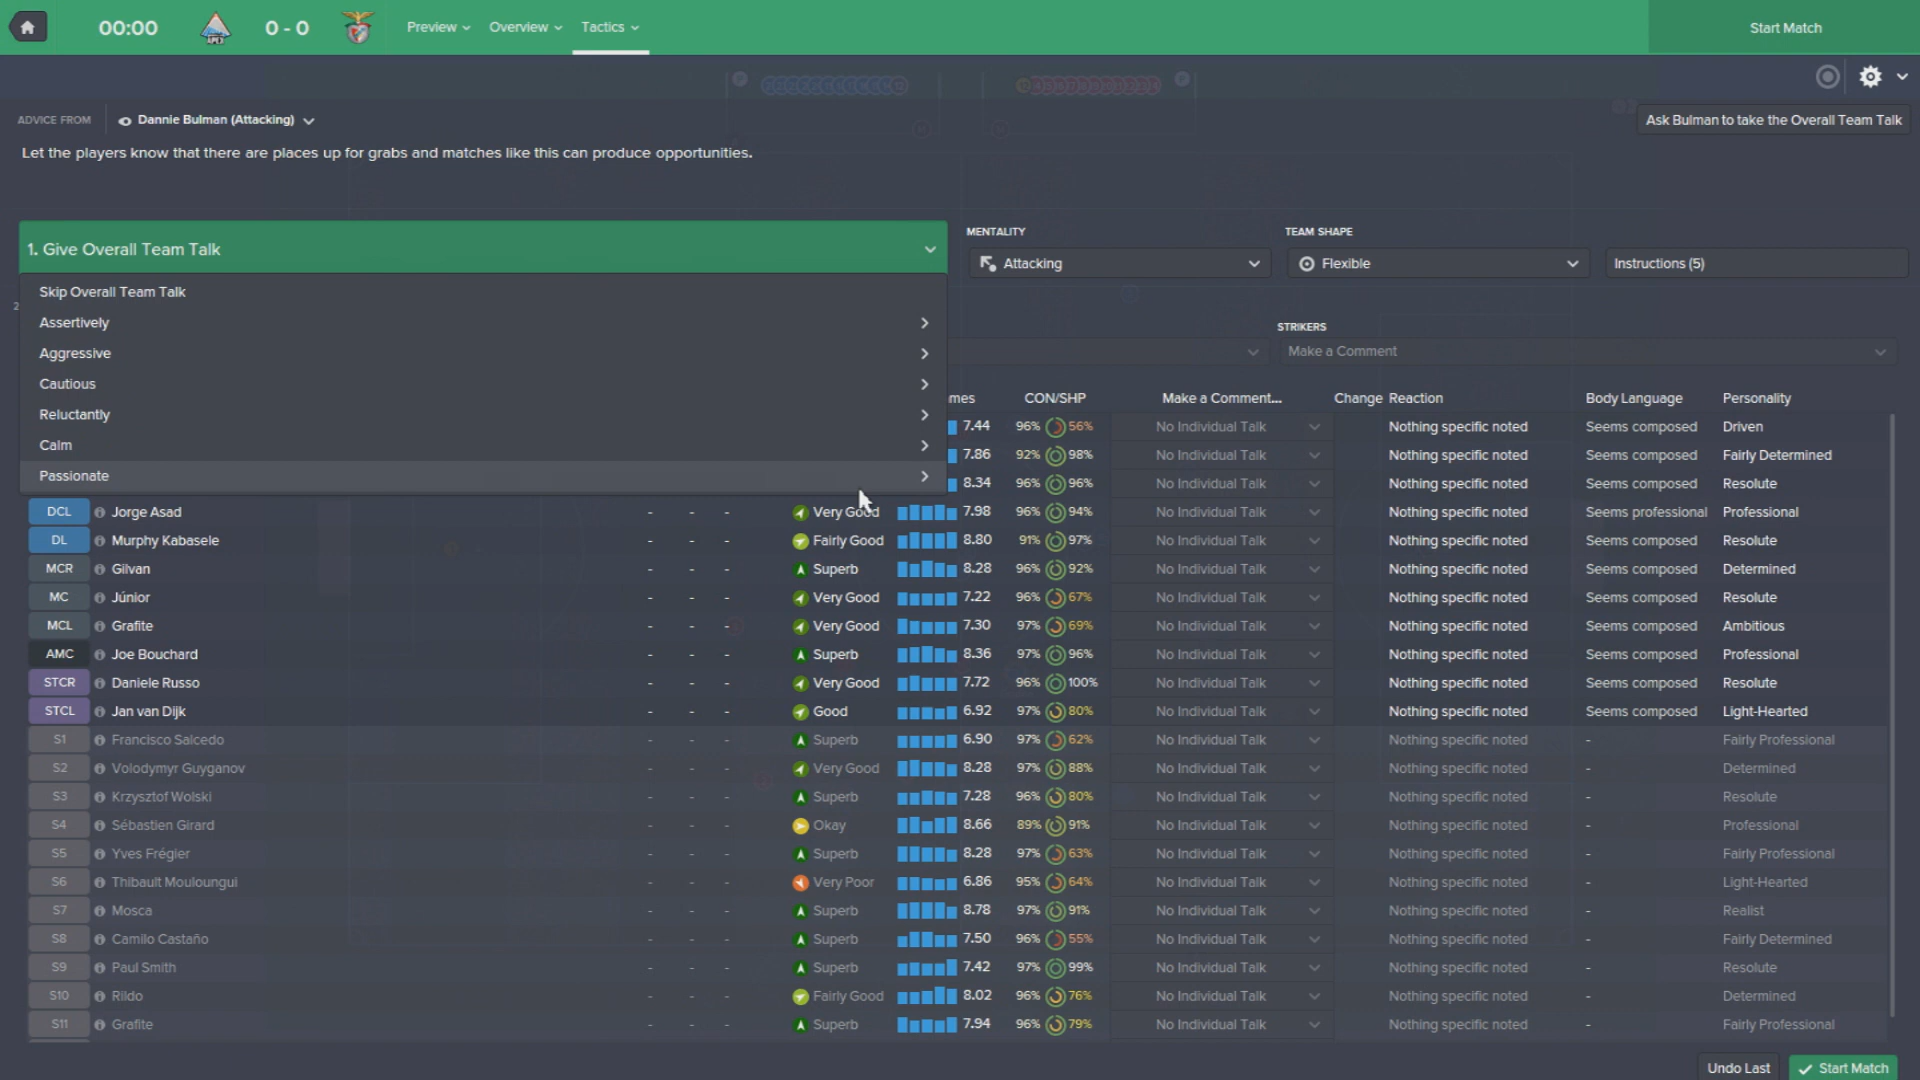 00:00 APEX 0 - 0 Preview Overview Tactics Start Match
ADVICE FROM Dannie Bulman (Attacking) Ask Bulman to take the Overall Team Talk
Let the players know that there are places up for grabs and matches like this can produce opportunities.
1. Give Overall Team Talk
MENTALITY TEAM SHAPE
Attacking Flexible Instructions (5)
Skip Overall Team Talk
Assertively
Aggressive
Cautious
Reluctantly
Calm
Passionate
2
STRIKERS
Make a Comment
mes CON/SHP Make a Comment... Change Reaction Body Language Personality
7.44 96% 56% No Individual Talk Nothing specific noted Seems composed Driven
7.86 92% 98% No Individual Talk Nothing specific noted Seems composed Fairly Determined
8.34 96% 96% No Individual Talk Nothing specific noted Seems composed Resolute
DCL Jorge Asad - - - Very Good 7.98 96% 94% No Individual Talk Nothing specific noted Seems professional Professional
DL Murphy Kabasele - - - Fairly Good 8.80 91% 97% No Individual Talk Nothing specific noted Seems composed Resolute
MCR Gilvan - - - Superb 8.28 96% 92% No Individual Talk Nothing specific noted Seems composed Determined
MC Júnior - - - Very Good 7.22 96% 67% No Individual Talk Nothing specific noted Seems composed Resolute
MCL Grafite - - - Very Good 7.30 97% 69% No Individual Talk Nothing specific noted Seems composed Ambitious
AMC Joe Bouchard - - - Superb 8.36 97% 96% No Individual Talk Nothing specific noted Seems composed Professional
STCR Daniele Russo - - - Very Good 7.72 96% 100% No Individual Talk Nothing specific noted Seems composed Resolute
STCL Jan van Dijk - - - Good 6.92 97% 80% No Individual Talk Nothing specific noted Seems composed Light-Hearted
S1 Francisco Salcedo - - - Superb 6.90 97% 62% No Individual Talk Nothing specific noted - Fairly Professional
S2 Volodymyr Guyganov - - - Very Good 8.28 97% 88% No Individual Talk Nothing specific noted - Determined
S3 Krzysztof Wolski - - - Superb 7.28 96% 80% No Individual Talk Nothing specific noted - Resolute
S4 Sébastien Girard - - - Okay 8.66 89% 91% No Individual Talk Nothing specific noted - Professional
S5 Yves Frégier - - - Superb 8.28 97% 63% No Individual Talk Nothing specific noted - Fairly Professional
S6 Thibault Mouloungui - - - Very Poor 6.86 95% 64% No Individual Talk Nothing specific noted - Light-Hearted
S7 Mosca - - - Superb 8.78 97% 91% No Individual Talk Nothing specific noted - Realist
S8 Camilo Castaño - - - Superb 7.50 96% 55% No Individual Talk Nothing specific noted - Fairly Determined
S9 Paul Smith - - - Superb 7.42 97% 99% No Individual Talk Nothing specific noted - Resolute
S10 Rildo - - - Fairly Good 8.02 96% 76% No Individual Talk Nothing specific noted - Determined
S11 Grafite - - - Superb 7.94 96% 79% No Individual Talk Nothing specific noted - Fairly Professional
Undo Last Start Match